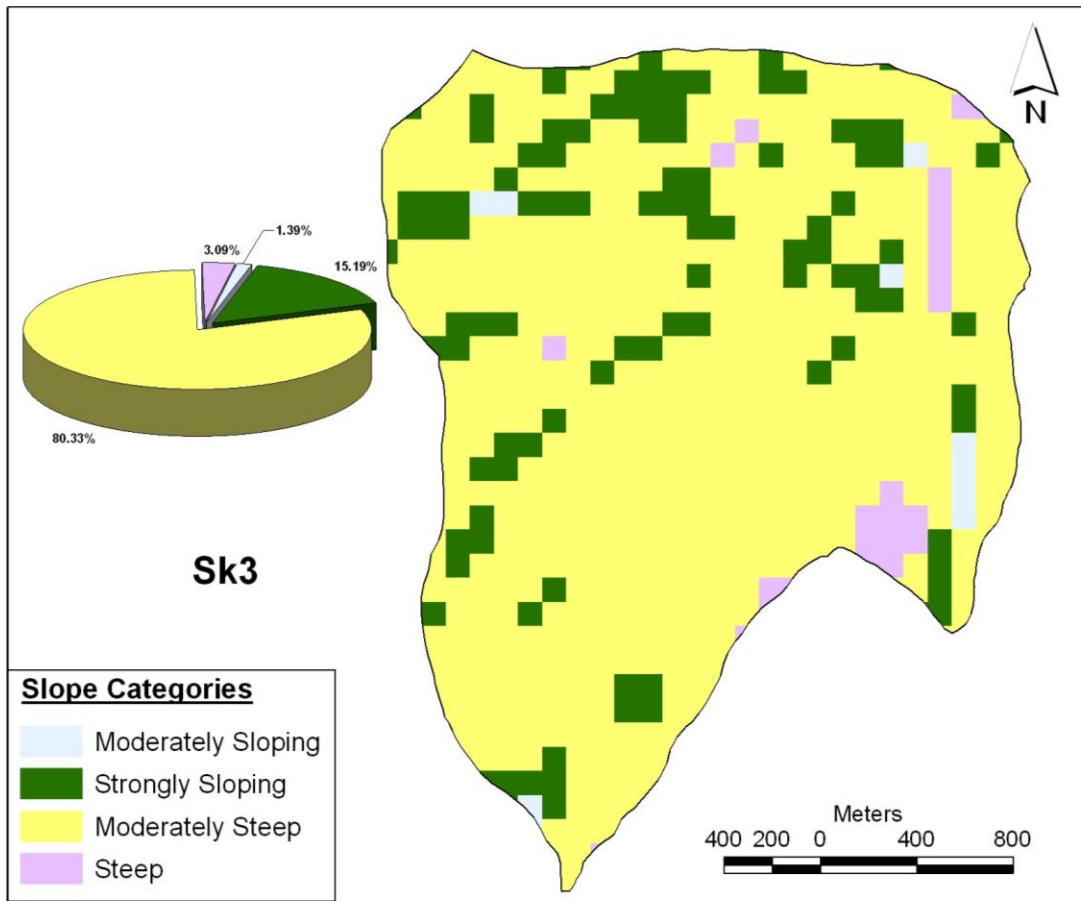 N
3.09%
1.39%
15.19%
80.33%
Sk3
Slope Categories
Moderately Sloping
Strongly Sloping
Moderately Steep
Steep
Meters
400 200 0 400 800